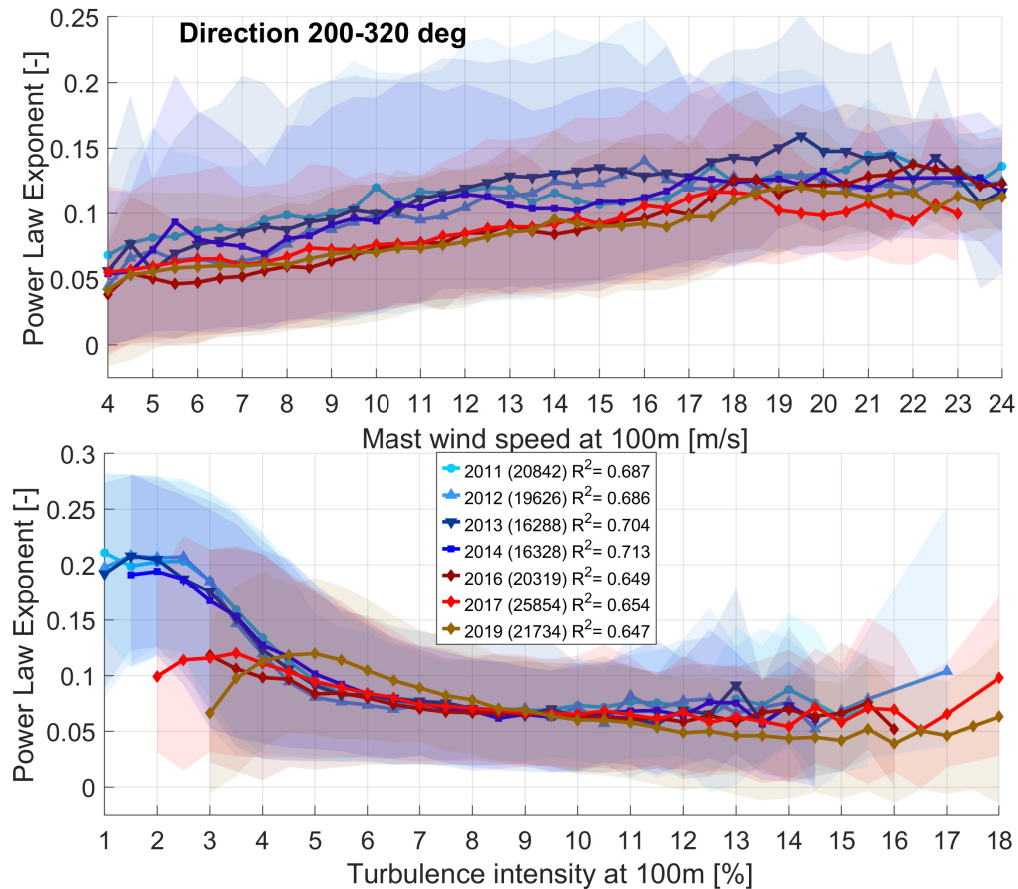 Direction 200-320 deg
Power Law Exponent [-]
0.25
0.2
0.15
0.1
0.05
0
4 5 6 7 8 9 10 11 12 13 14 15 16 17 18 19 20 21 22 23 24
Mast wind speed at 100m [m/s]
Power Law Exponent [-]
0.3
0.25
0.2
0.15
0.1
0.05
0
2011 (20842) R²= 0.687
2012 (19626) R²= 0.686
2013 (16288) R²= 0.704
2014 (16328) R²= 0.713
2016 (20319) R²= 0.649
2017 (25854) R²= 0.654
2019 (21734) R²= 0.647
1 2 3 4 5 6 7 8 9 10 11 12 13 14 15 16 17 18
Turbulence intensity at 100m [%]